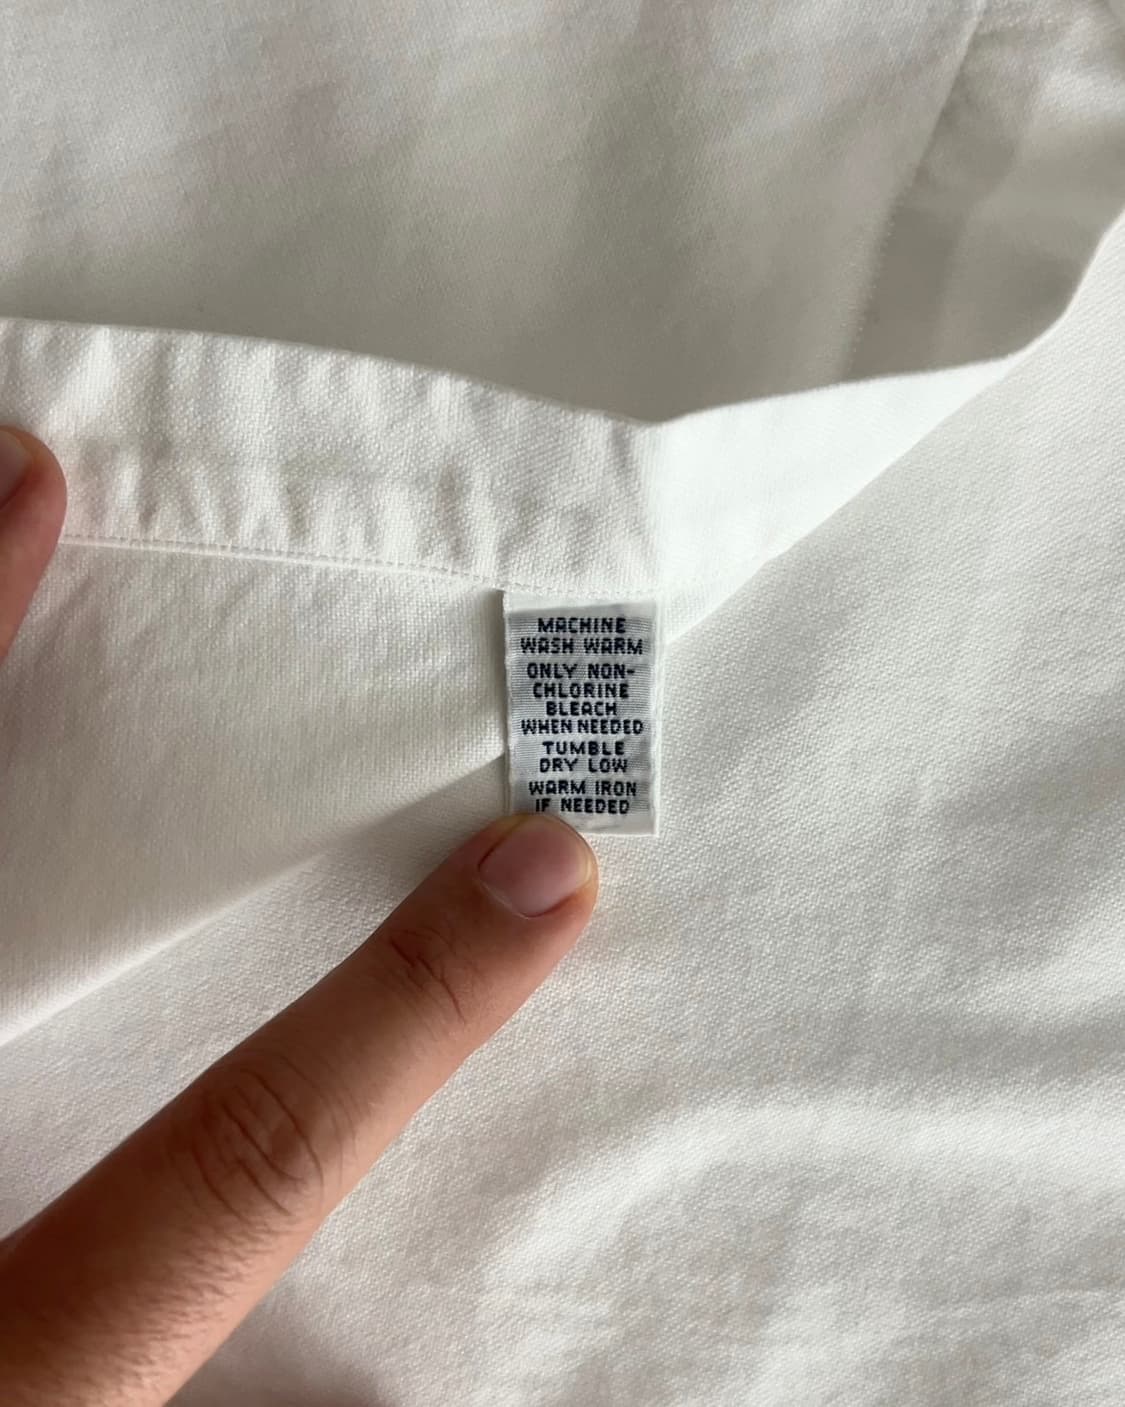 MACHINE
WASH WARM
ONLY NON-
CHLORINE
BLEACH
WHEN NEEDED
TUMBLE
DRY LOW
WARM IRON
IF NEEDED